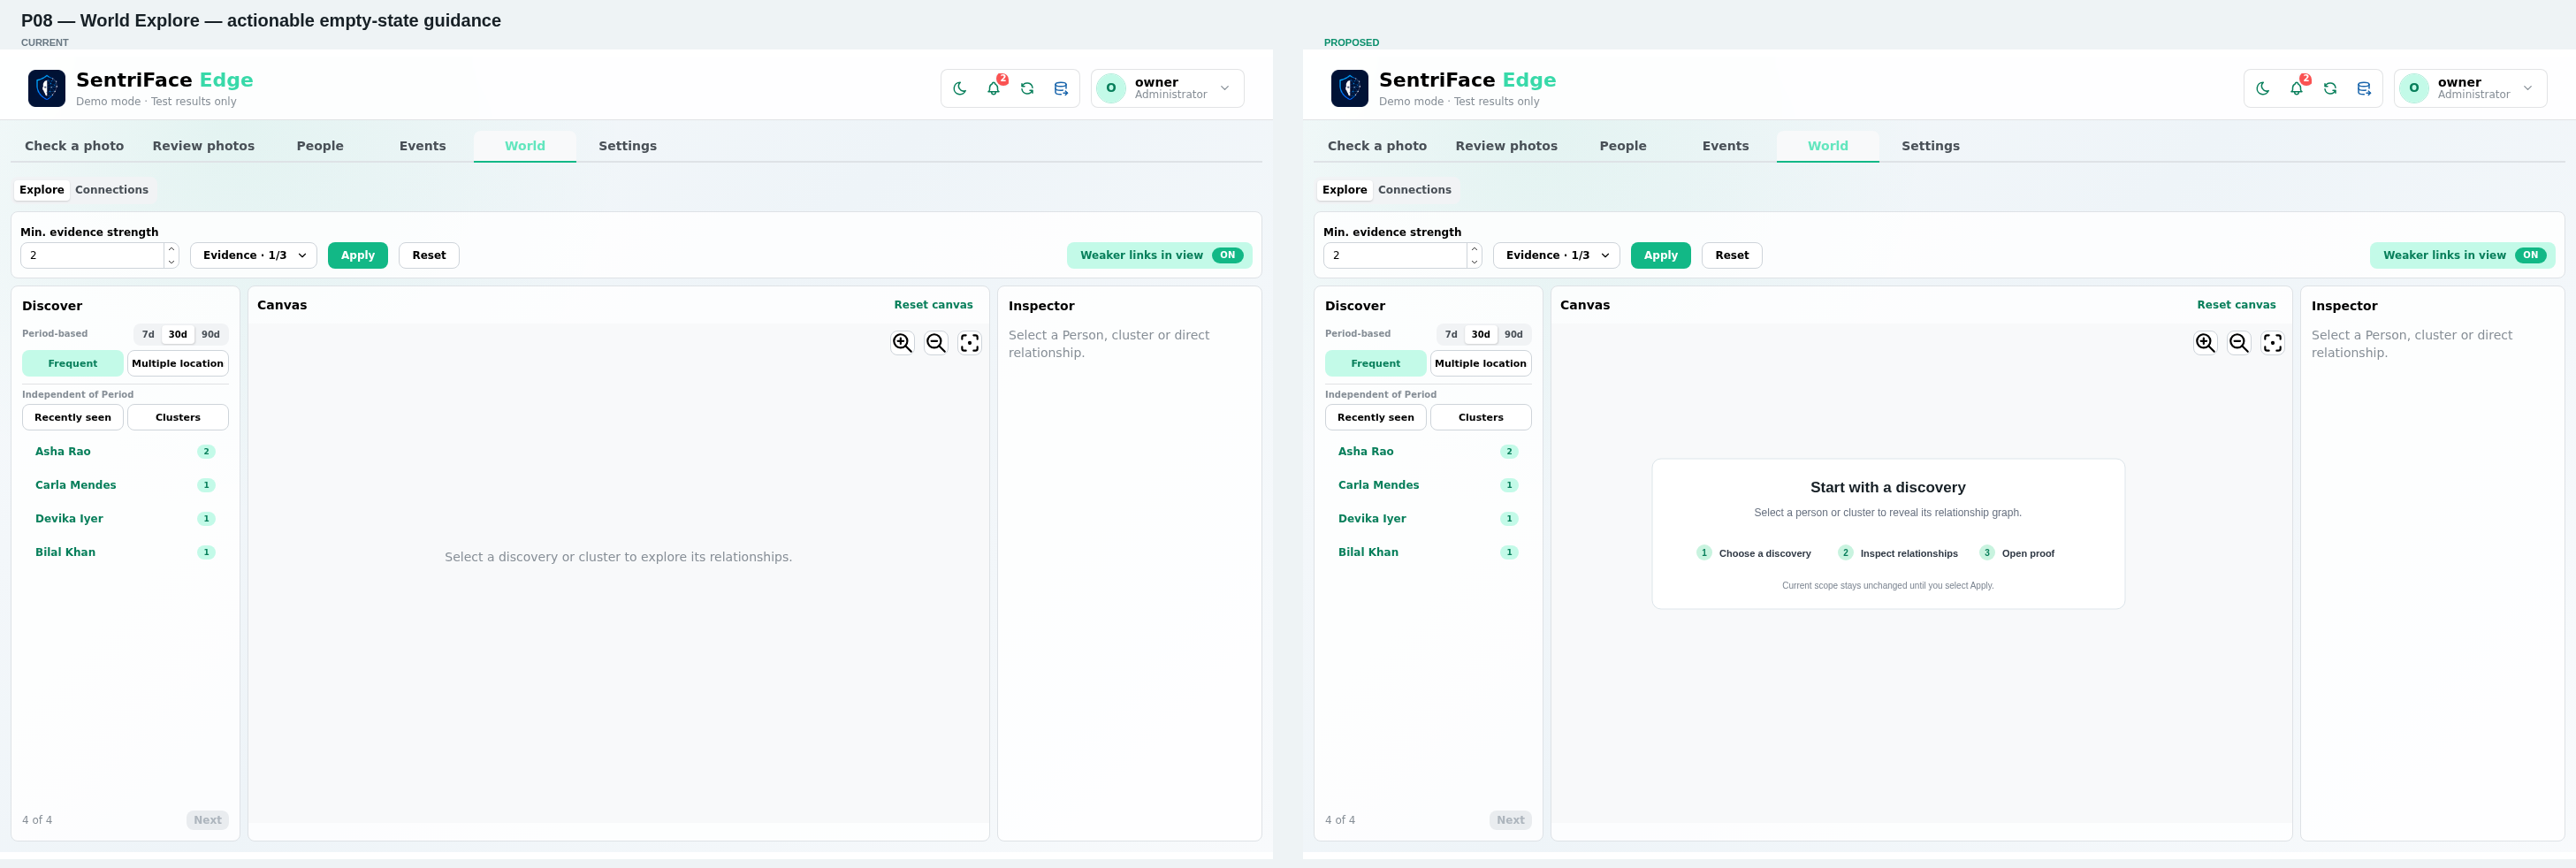 P08 — World Explore — actionable empty-state guidance
CURRENT
SentriFace Edge
Demo mode · Test results only
2
O
owner
Administrator
Check a photo
Review photos
People
Events
World
Settings
Explore
Connections
Min. evidence strength
2
Evidence · 1/3
Apply
Reset
Weaker links in view ON
Discover
Period-based
7d
30d
90d
Frequent
Multiple location
Independent of Period
Recently seen
Clusters
Asha Rao 2
Carla Mendes 1
Devika Iyer 1
Bilal Khan 1
4 of 4
Next
Canvas
Reset canvas
Select a discovery or cluster to explore its relationships.
Inspector
Select a Person, cluster or direct
relationship.
PROPOSED
SentriFace Edge
Demo mode · Test results only
2
O
owner
Administrator
Check a photo
Review photos
People
Events
World
Settings
Explore
Connections
Min. evidence strength
2
Evidence · 1/3
Apply
Reset
Weaker links in view ON
Discover
Period-based
7d
30d
90d
Frequent
Multiple location
Independent of Period
Recently seen
Clusters
Asha Rao 2
Carla Mendes 1
Devika Iyer 1
Bilal Khan 1
4 of 4
Next
Canvas
Reset canvas
Start with a discovery
Select a person or cluster to reveal its relationship graph.
1 Choose a discovery
2 Inspect relationships
3 Open proof
Current scope stays unchanged until you select Apply.
Inspector
Select a Person, cluster or direct
relationship.